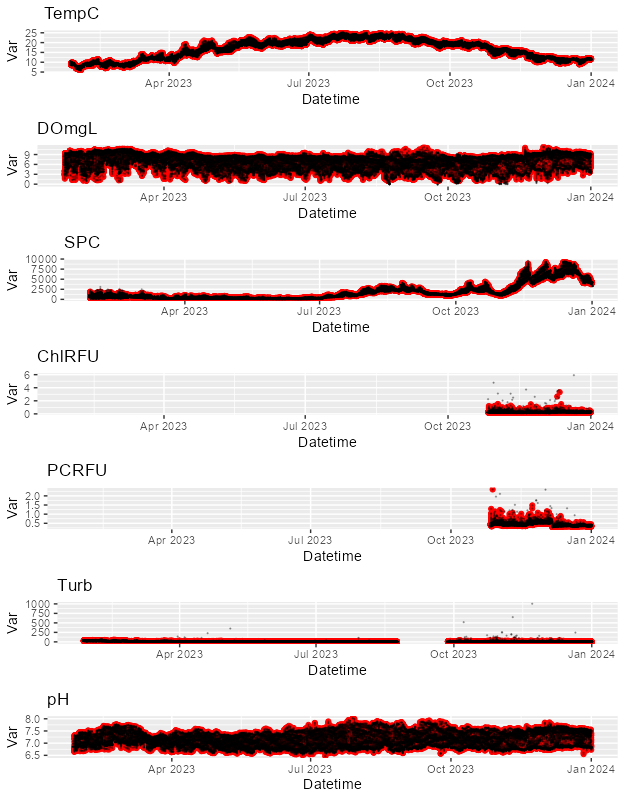 TempC
Var
25
20
15
10
5
Apr 2023 Jul 2023 Oct 2023 Jan 2024
Datetime
DOmgL
Var
9
6
3
0
Apr 2023 Jul 2023 Oct 2023 Jan 2024
Datetime
SPC
Var
10000
7500
5000
2500
0
Apr 2023 Jul 2023 Oct 2023 Jan 2024
Datetime
ChlRFU
Var
6
4
2
0
Apr 2023 Jul 2023 Oct 2023 Jan 2024
Datetime
PCRFU
Var
2.0
1.5
1.0
0.5
Apr 2023 Jul 2023 Oct 2023 Jan 2024
Datetime
Turb
Var
1000
750
500
250
0
Apr 2023 Jul 2023 Oct 2023 Jan 2024
Datetime
pH
Var
8.0
7.5
7.0
6.5
Apr 2023 Jul 2023 Oct 2023 Jan 2024
Datetime